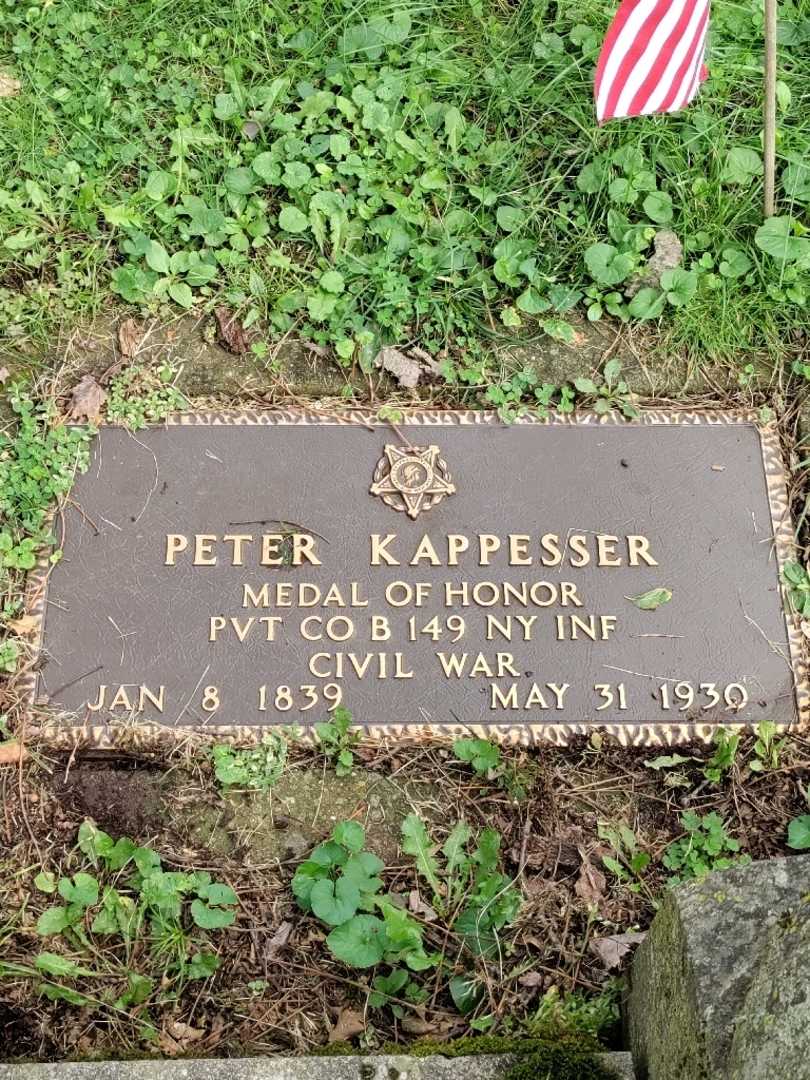 PETER KAPPESSER
MEDAL OF HONOR
PVT CO B 149 NY INF
CIVIL WAR
JAN 8 1839 MAY 31 1930